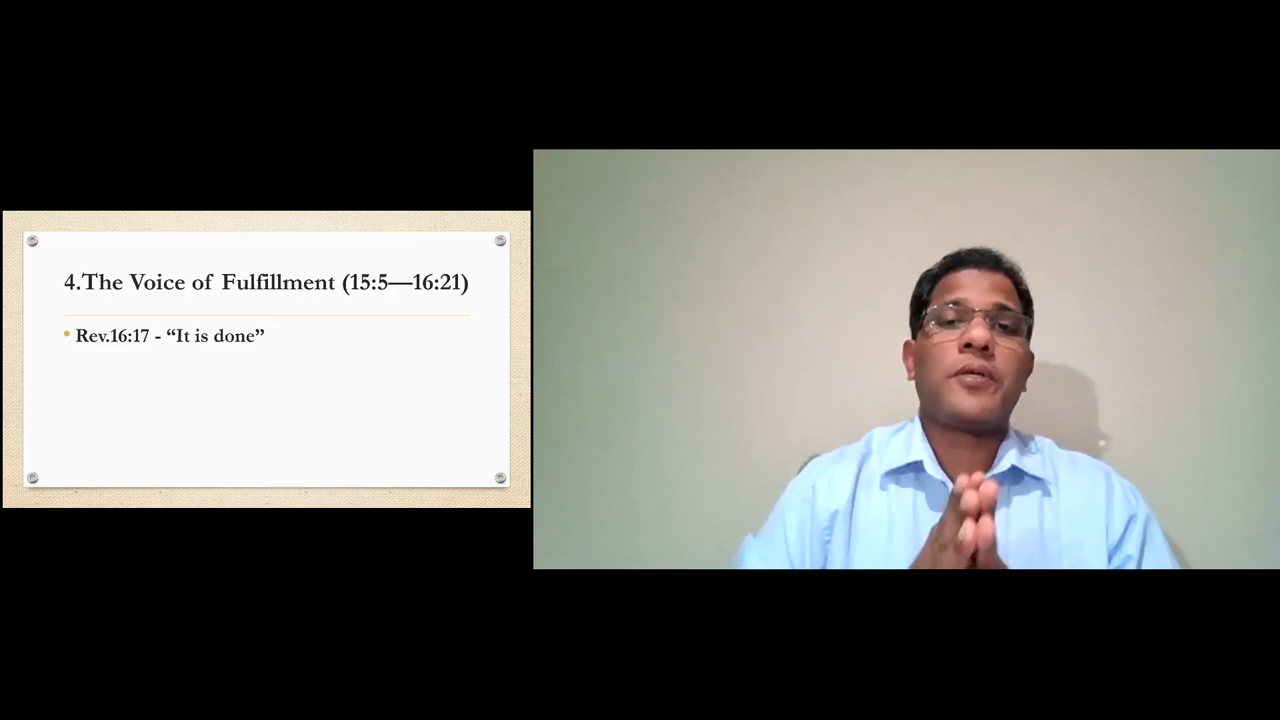 4.The Voice of Fulfillment (15:5—16:21)
• Rev.16:17 - “It is done”